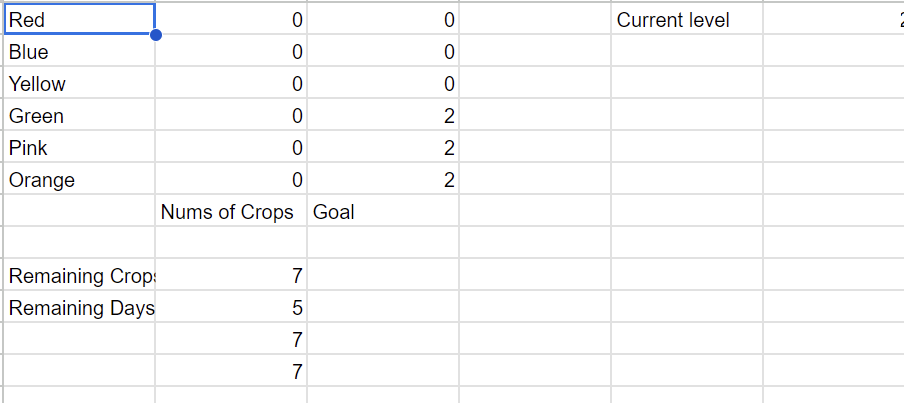 Red 0 0 Current level
Blue 0 0
Yellow 0 0
Green 0 2
Pink 0 2
Orange 0 2
Nums of Crops Goal
Remaining Crops 7
Remaining Days 5
7
7